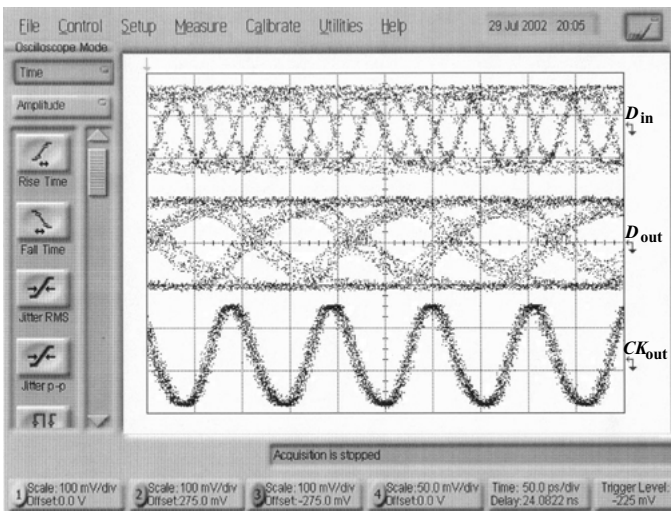 File Control Setup Measure Calibrate Utilities Help 29 Jul 2002 20:05
Oscilloscope Mode
Time
Amplitude
Rise Time
Fall Time
Jitter RMS
Jitter p-p
Din
Dout
CKout
Acquisition is stopped
1 Scale: 100 mV/div
Offset:0.0 V
2 Scale: 100 mV/div
Offset:275.0 mV
3 Scale: 100 mV/div
Offset:-275.0 mV
4 Scale:50.0 mV/div
Offset:0.0 V
Time: 50.0 ps/div
Delay:24.0822 ns
Trigger Level:
-225 mV